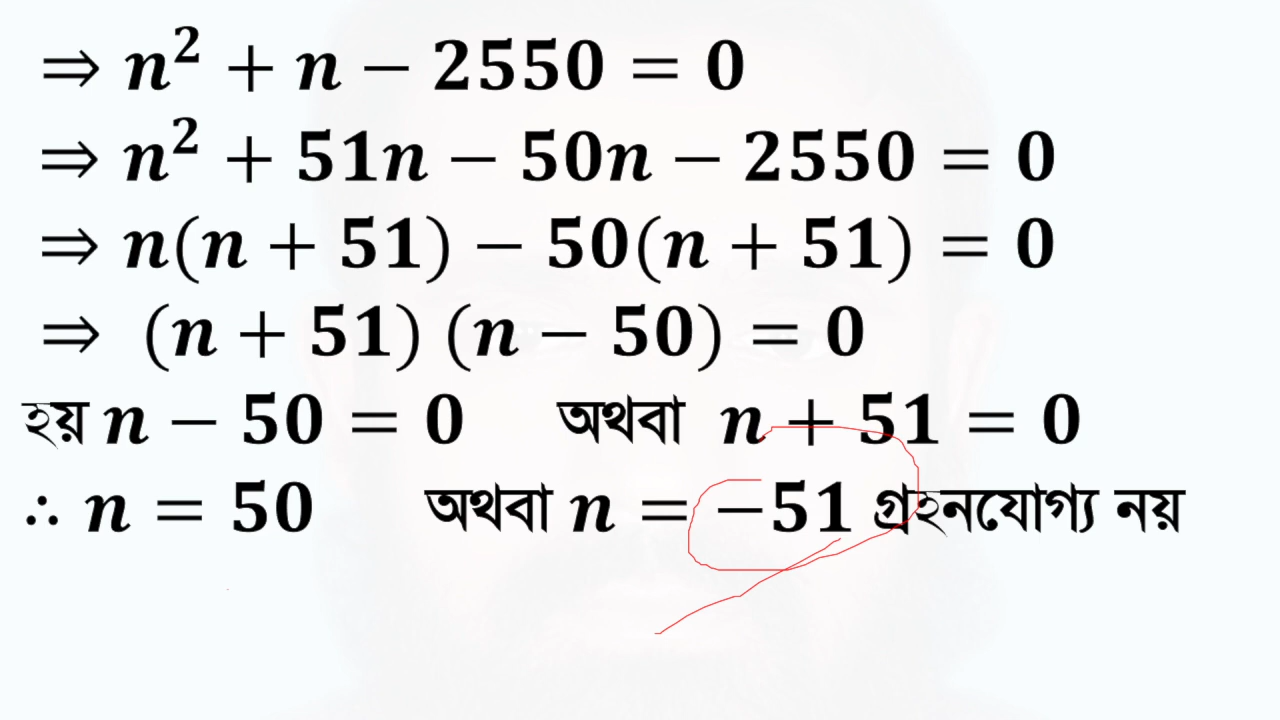 ⇒ n² + n − 2550 = 0
⇒ n² + 51n − 50n − 2550 = 0
⇒ n(n + 51) − 50(n + 51) = 0
⇒ (n + 51) (n − 50) = 0
হয় n − 50 = 0 অথবা n + 51 = 0
∴ n = 50 অথবা n = −51 গ্রহনযোগ্য নয়